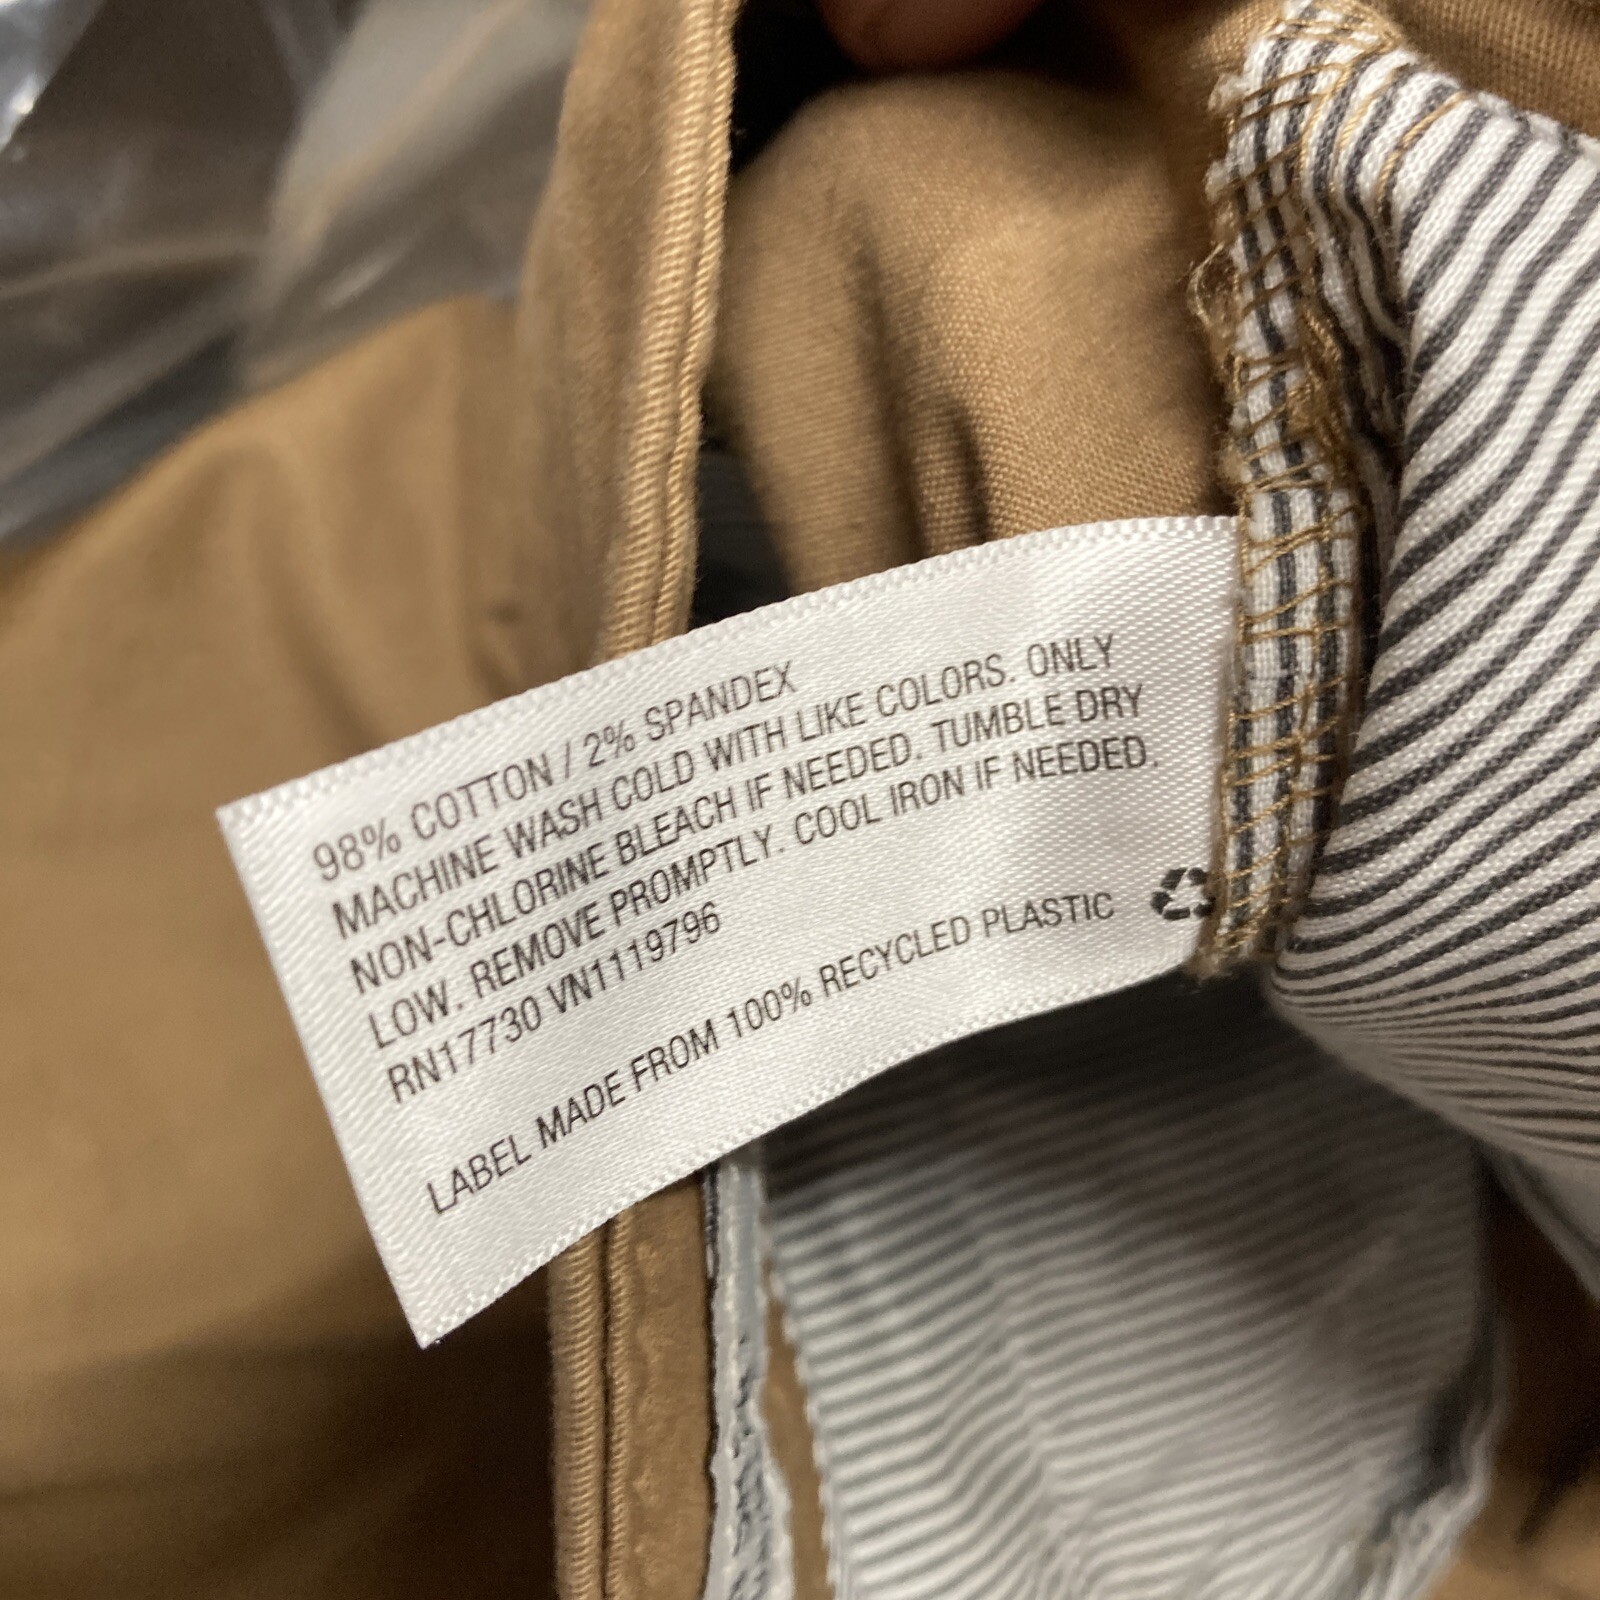 98% COTTON / 2% SPANDEX
MACHINE WASH COLD WITH LIKE COLORS. ONLY
NON-CHLORINE BLEACH IF NEEDED. TUMBLE DRY
LOW. REMOVE PROMPTLY. COOL IRON IF NEEDED.
RN17730 VN1119796
LABEL MADE FROM 100% RECYCLED PLASTIC